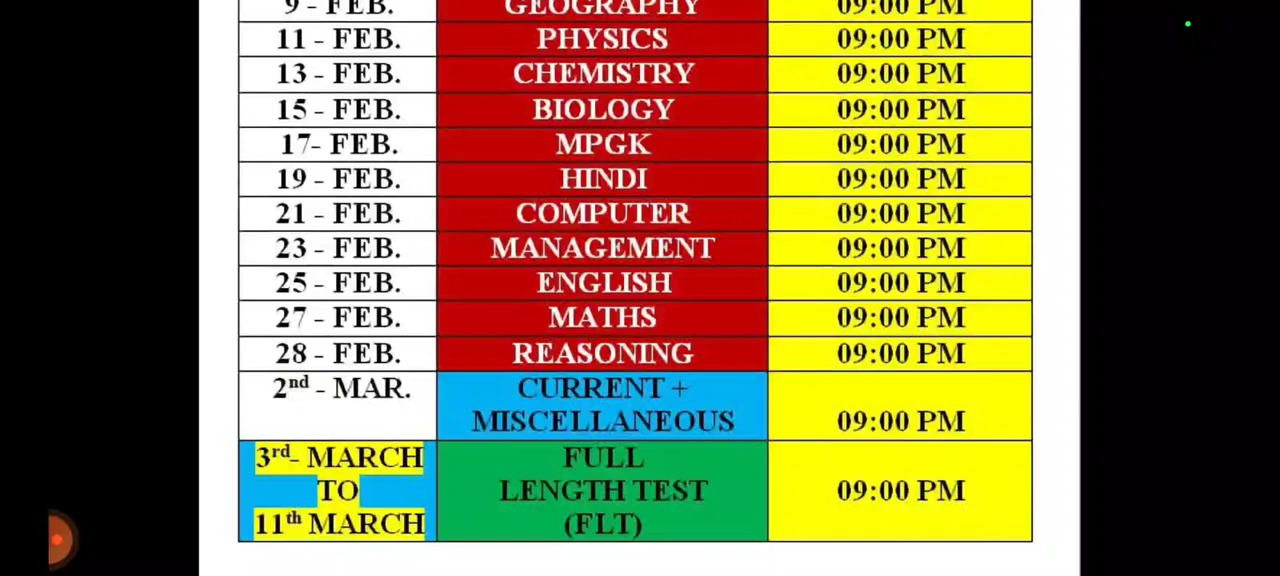 9 - FEB. GEOGRAPHY 09:00 PM
11 - FEB. PHYSICS 09:00 PM
13 - FEB. CHEMISTRY 09:00 PM
15 - FEB. BIOLOGY 09:00 PM
17- FEB. MPGK 09:00 PM
19 - FEB. HINDI 09:00 PM
21 - FEB. COMPUTER 09:00 PM
23 - FEB. MANAGEMENT 09:00 PM
25 - FEB. ENGLISH 09:00 PM
27 - FEB. MATHS 09:00 PM
28 - FEB. REASONING 09:00 PM
2nd - MAR. CURRENT +
MISCELLANEOUS 09:00 PM
3rd- MARCH FULL
TO LENGTH TEST 09:00 PM
11th MARCH (FLT)